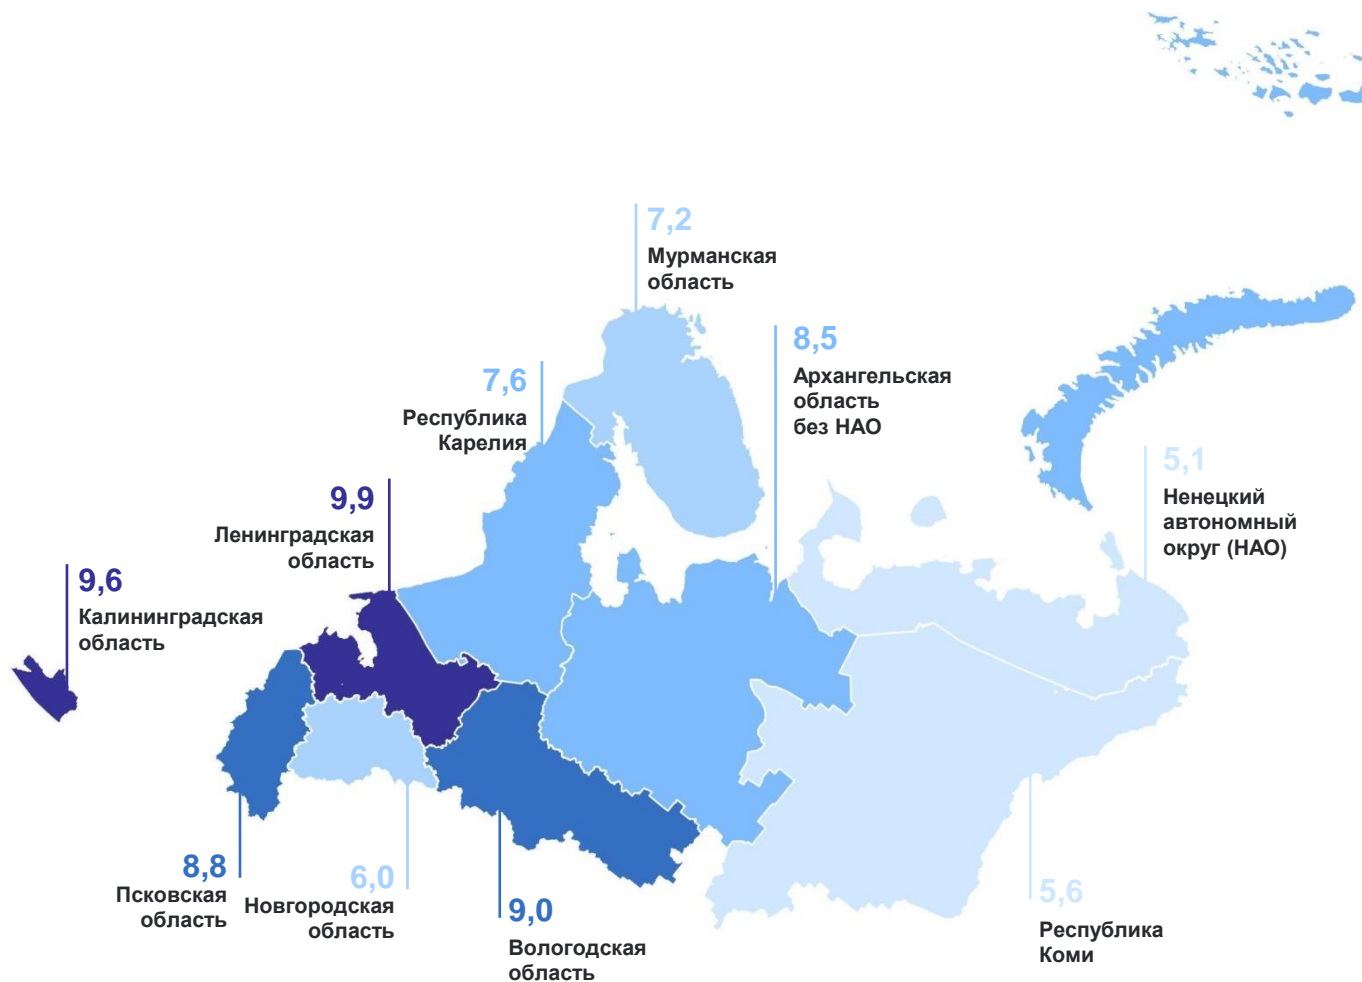 7,2
Мурманская
область
8,5
Архангельская
область
без НАО
7,6
Республика
Карелия
5,1
Ненецкий
автономный
округ (НАО)
9,9
Ленинградская
область
9,6
Калининградская
область
8,8
Псковская
область
6,0
Новгородская
область
9,0
Вологодская
область
5,6
Республика
Коми